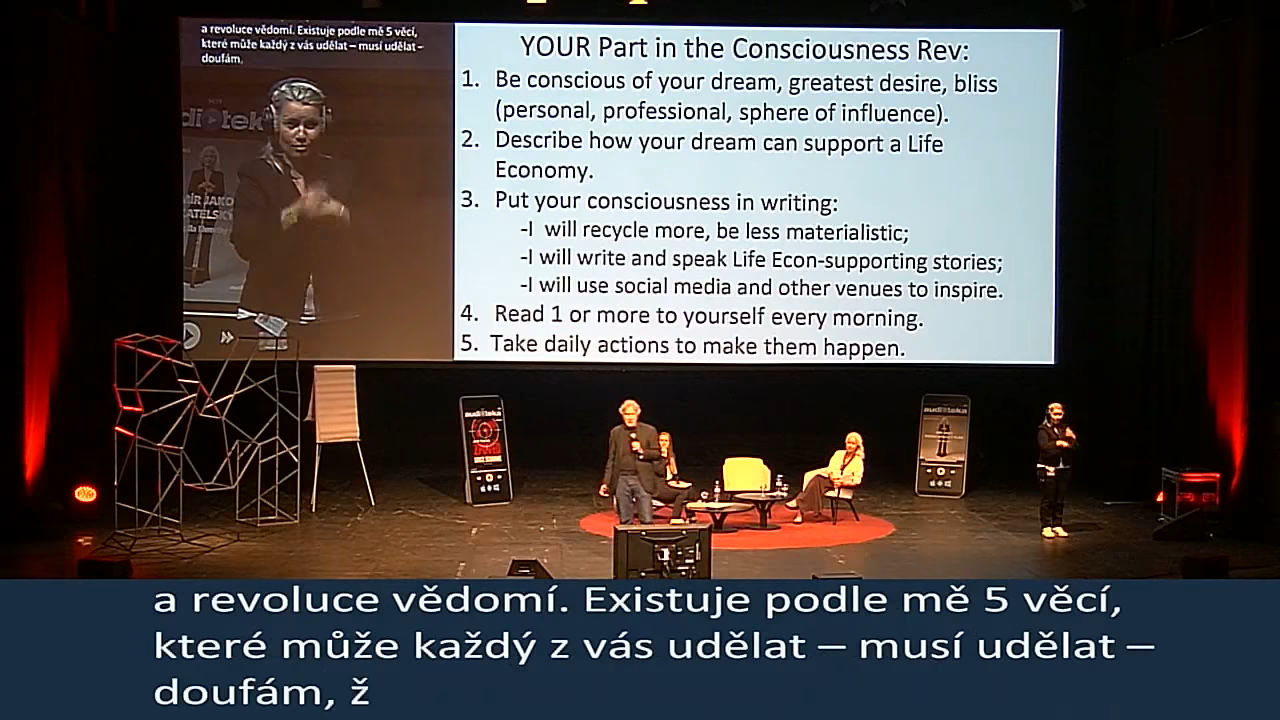 a revoluce vědomí. Existuje podle mě 5 věcí,
které může každý z vás udělat – musí udělat –
doufám,
YOUR Part in the Consciousness Rev:
1. Be conscious of your dream, greatest desire, bliss
(personal, professional, sphere of influence).
2. Describe how your dream can support a Life
Economy.
3. Put your consciousness in writing:
-I will recycle more, be less materialistic;
-I will write and speak Life Econ-supporting stories;
-I will use social media and other venues to inspire.
4. Read 1 or more to yourself every morning.
5. Take daily actions to make them happen.
MÍR JAKO
audioteka
audioteka
a revoluce vědomí. Existuje podle mě 5 věcí,
které může každý z vás udělat – musí udělat –
doufám, ž